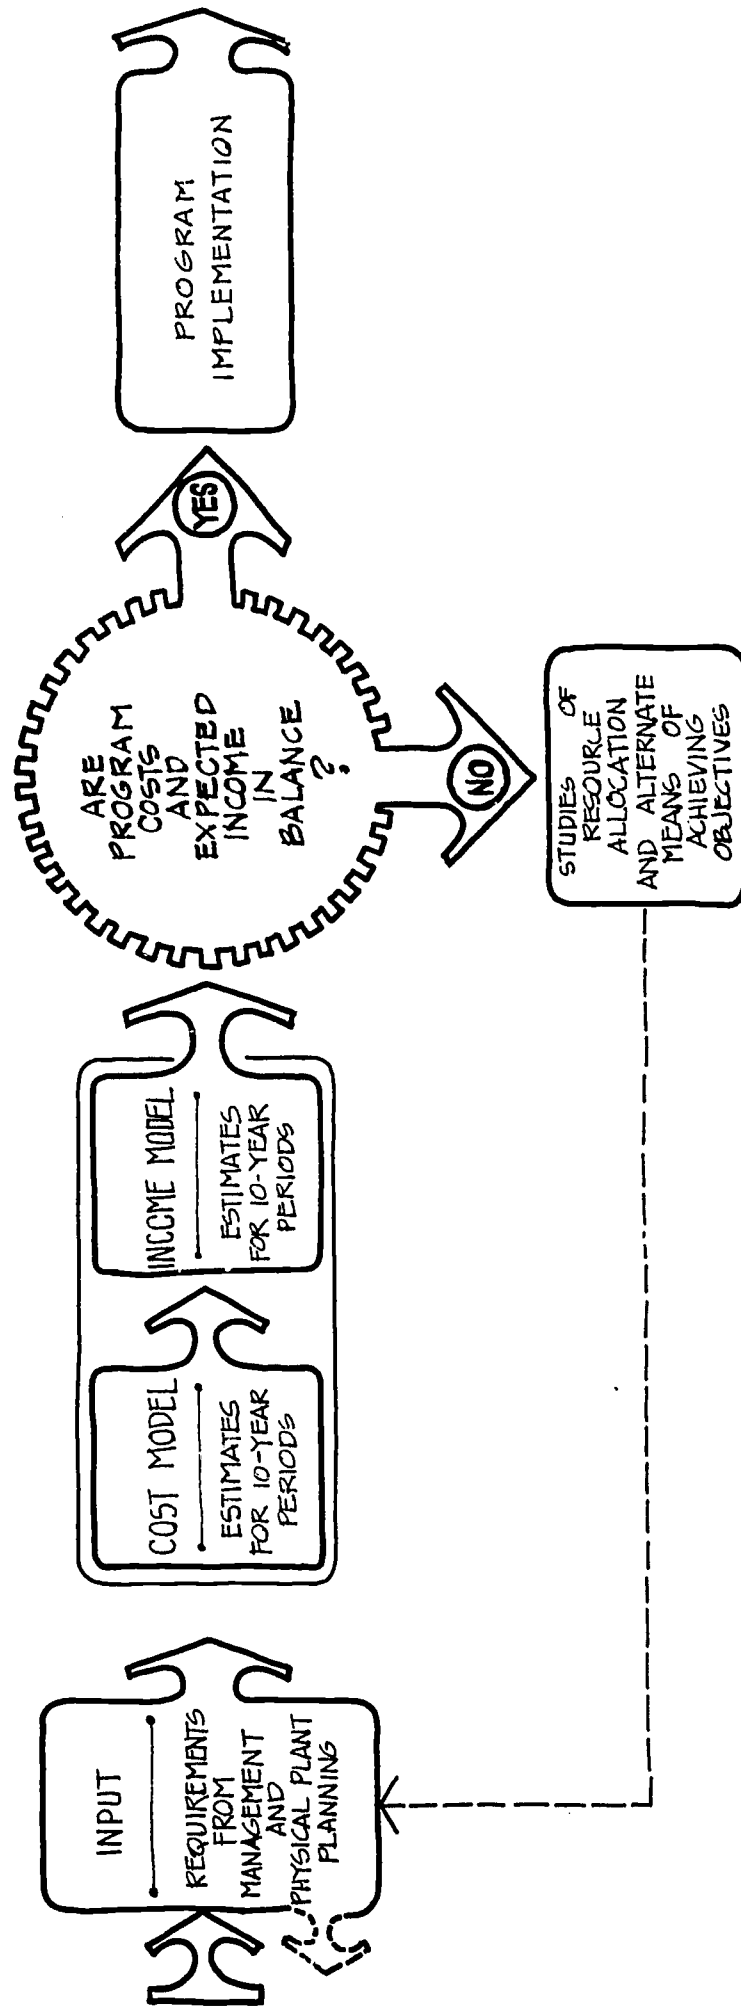 INPUT
REQUIREMENTS
FROM
MANAGEMENT
AND
PHYSICAL PLANT
PLANNING
COST MODEL
ESTIMATES
FOR 10-YEAR
PERIODS
INCOME MODEL
ESTIMATES
FOR 10-YEAR
PERIODS
ARE
PROGRAM
COSTS
AND
EXPECTED
INCOME
IN
BALANCE
?
YES
PROGRAM
IMPLEMENTATION
NO
STUDIES OF
RESOURLE
ALLOCATION
AND ALTERNATE
MEANS OF
ACHIEVING
OBJECTIVES